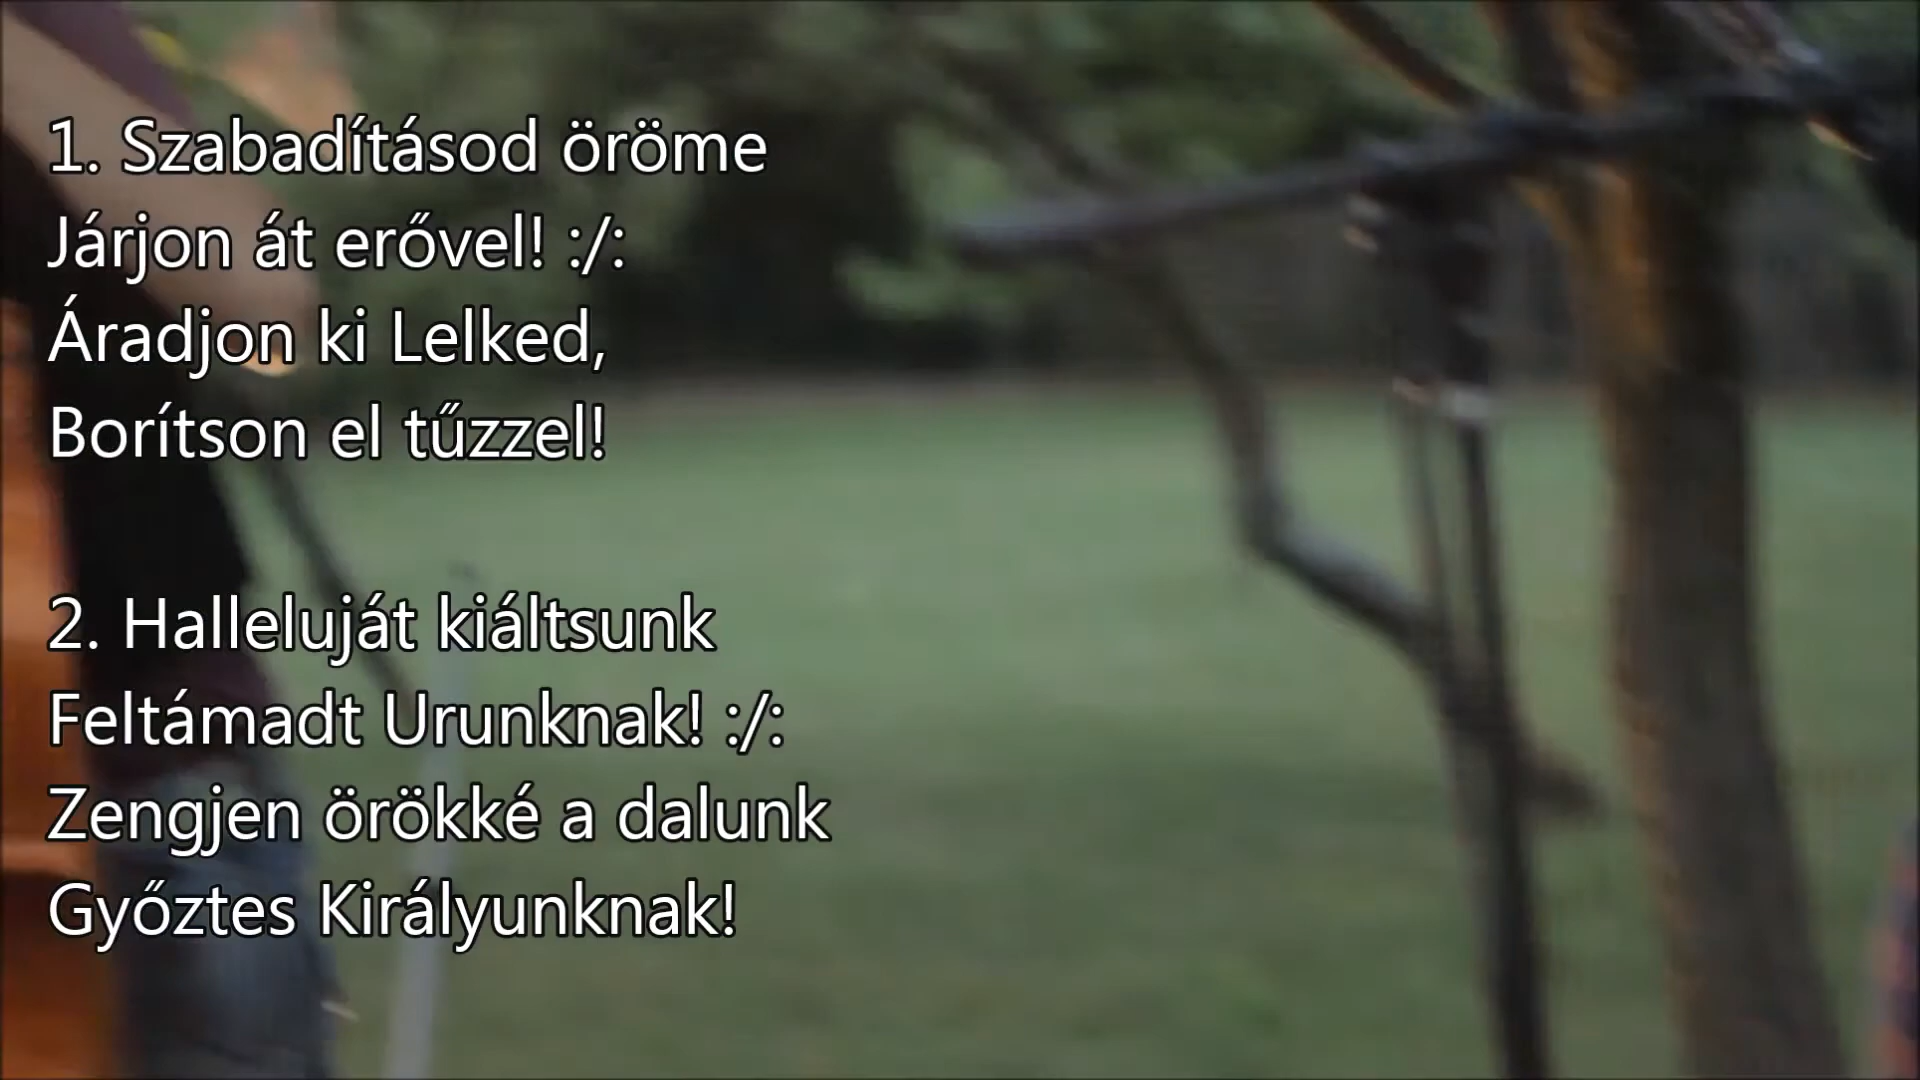 1. Szabadításod öröme
Járjon át erővel! :/:
Áradjon ki Lelked,
Borítson el tűzzel!
2. Halleluját kiáltsunk
Feltámadt Urunknak! :/:
Zengjen örökké a dalunk
Győztes Királyunknak!